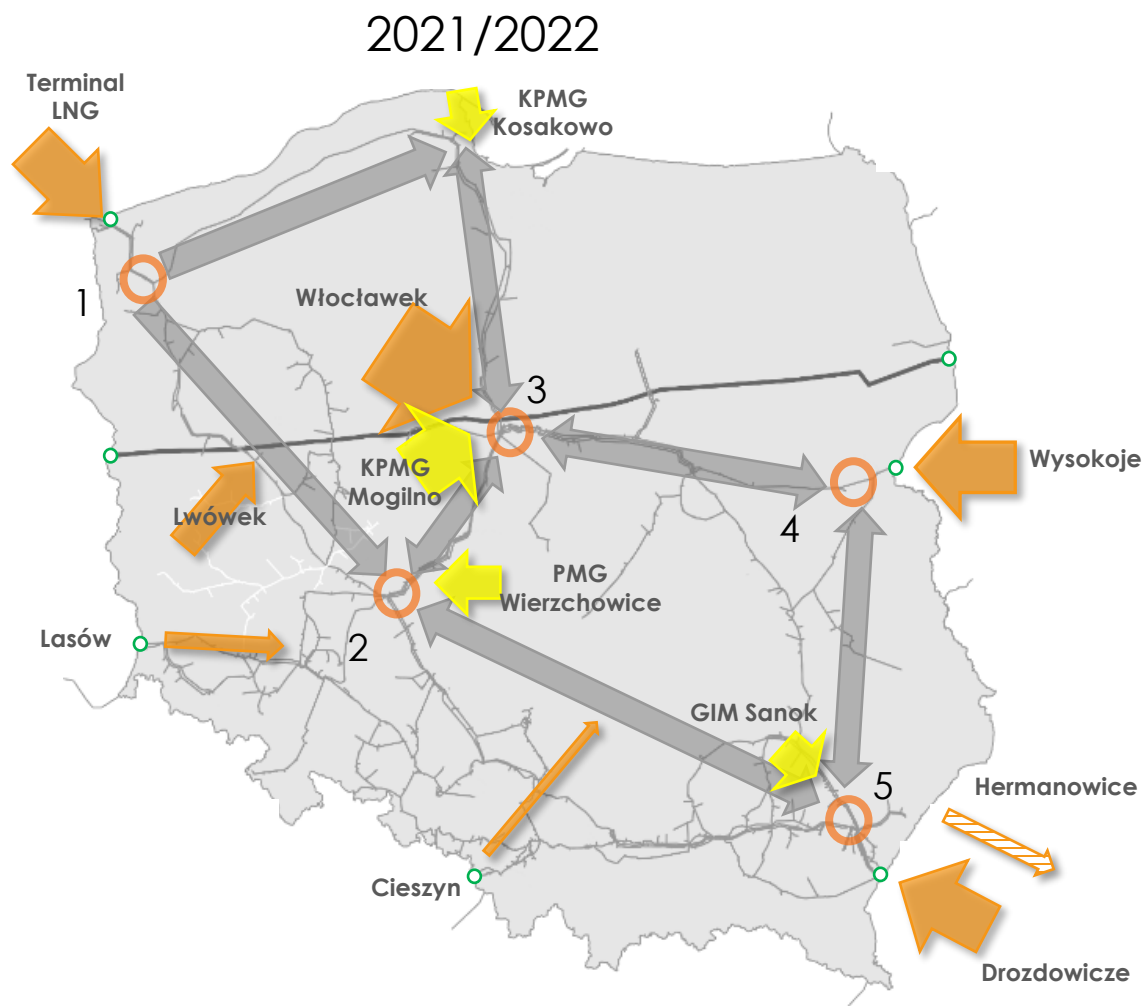 2021/2022
Terminal
LNG
KPMG
Kosakowo
1
Włocławek
3
KPMG
Mogilno
Lwówek
Wysokoje
4
PMG
Wierzchowice
Lasów
2
GIM Sanok
5
Hermanowice
Cieszyn
Drozdowicze